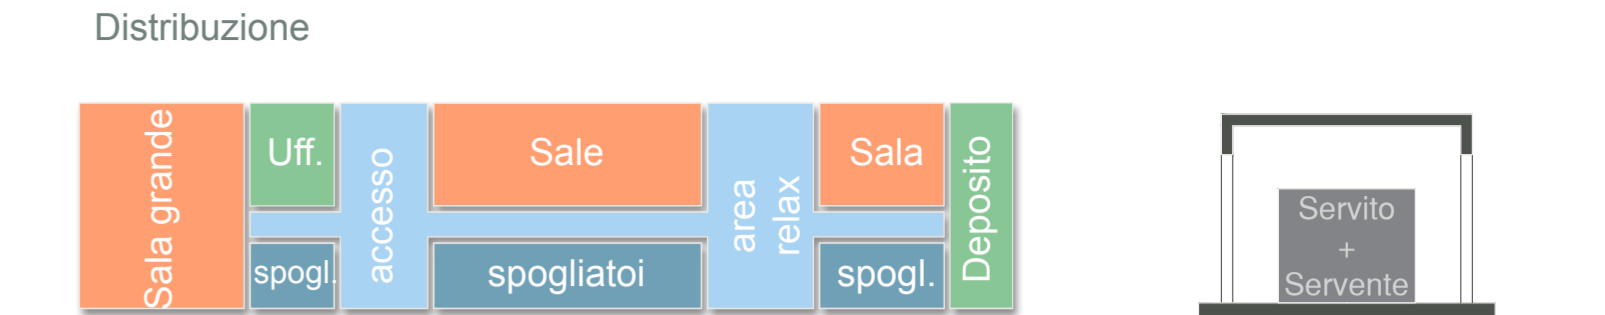 Distribuzione
Sala grande
Uff.
accesso
Sale
area
relax
Sala
Deposito
spogl.
spogliatoi
spogl.
Servito
+
Servente